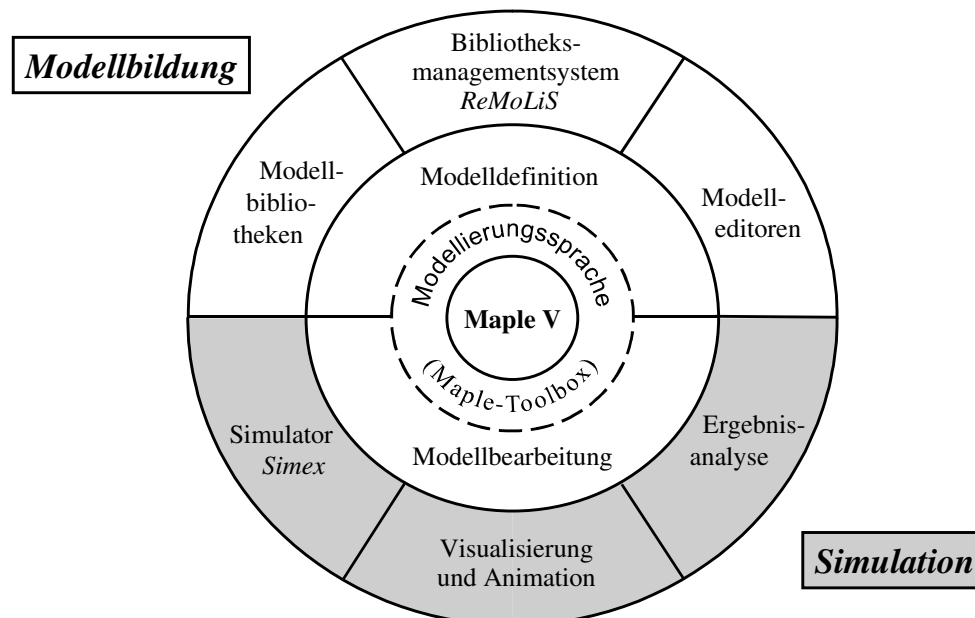 Modellbildung
Bibliotheks-
managementsystem
ReMoLiS
Modell-
biblio-
theken
Modelldefinition
Modell-
editoren
Modellierungssprache
Maple V
(Maple-Toolbox)
Simulator
Simex
Modellbearbeitung
Ergebnis-
analyse
Visualisierung
und Animation
Simulation